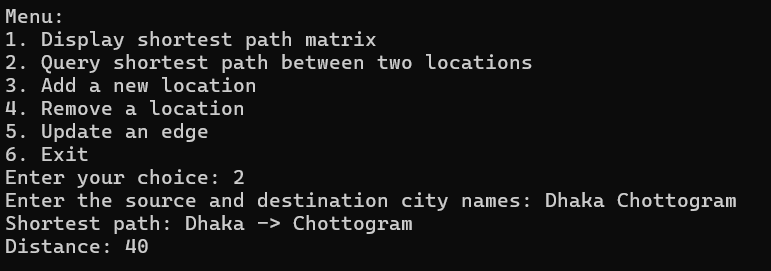 Menu:
1. Display shortest path matrix
2. Query shortest path between two locations
3. Add a new location
4. Remove a location
5. Update an edge
6. Exit
Enter your choice: 2
Enter the source and destination city names: Dhaka Chottogram
Shortest path: Dhaka -> Chottogram
Distance: 40